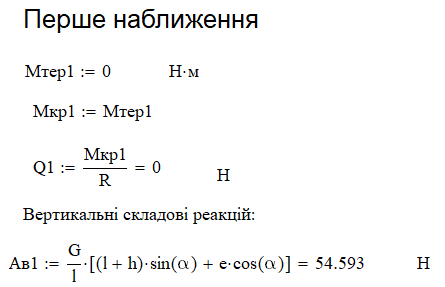 Перше наближення
Мтер1 := 0 Н·м
Мкр1 := Мтер1
Q1 := Мкр1/R = 0 Н
Вертикальні складові реакцій:
Ав1 := G/l·[(l + h)·sin(α) + e·cos(α)] = 54.593 Н